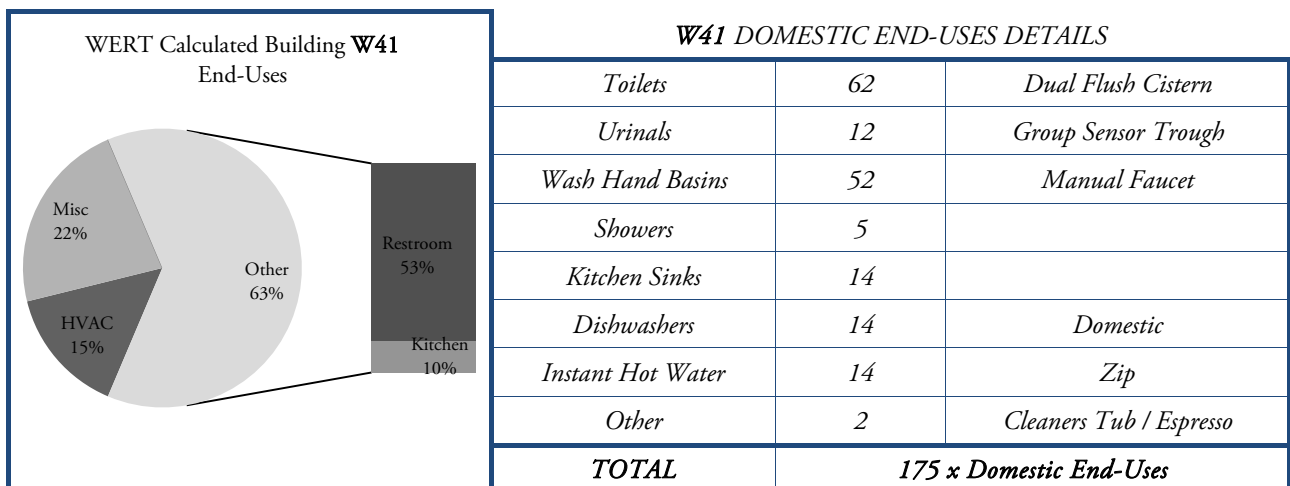 WERT Calculated Building W41
End-Uses
Misc
22%
HVAC
15%
Other
63%
Restroom
53%
Kitchen
10%
W41 DOMESTIC END-USES DETAILS
Toilets 62 Dual Flush Cistern
Urinals 12 Group Sensor Trough
Wash Hand Basins 52 Manual Faucet
Showers 5
Kitchen Sinks 14
Dishwashers 14 Domestic
Instant Hot Water 14 Zip
Other 2 Cleaners Tub / Espresso
TOTAL 175 x Domestic End-Uses